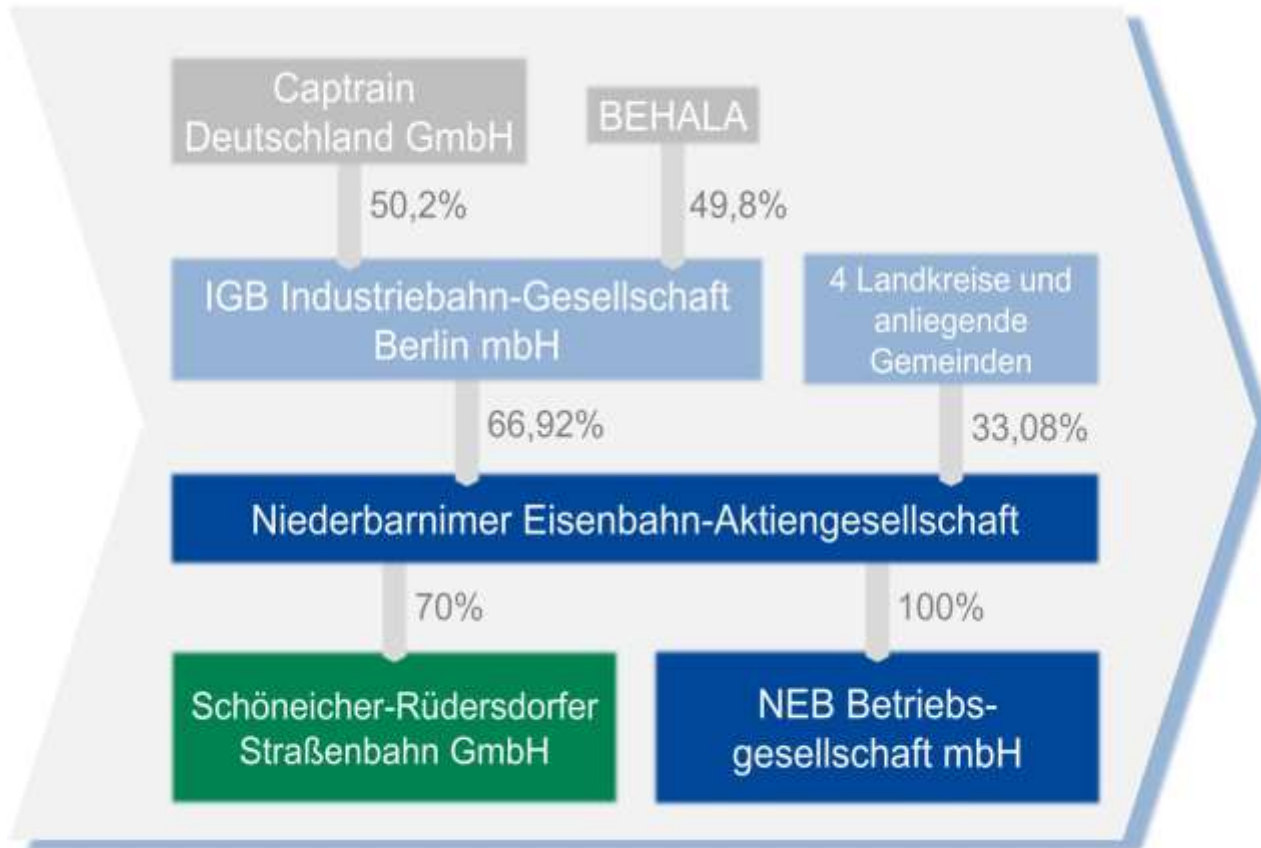 Captrain
Deutschland GmbH
BEHALA
50,2%
49,8%
IGB Industriebahn-Gesellschaft
Berlin mbH
4 Landkreise und
anliegende
Gemeinden
66,92%
33,08%
Niederbarnimer Eisenbahn-Aktiengesellschaft
70%
100%
Schöneicher-Rüdersdorfer
Straßenbahn GmbH
NEB Betriebs-
gesellschaft mbH